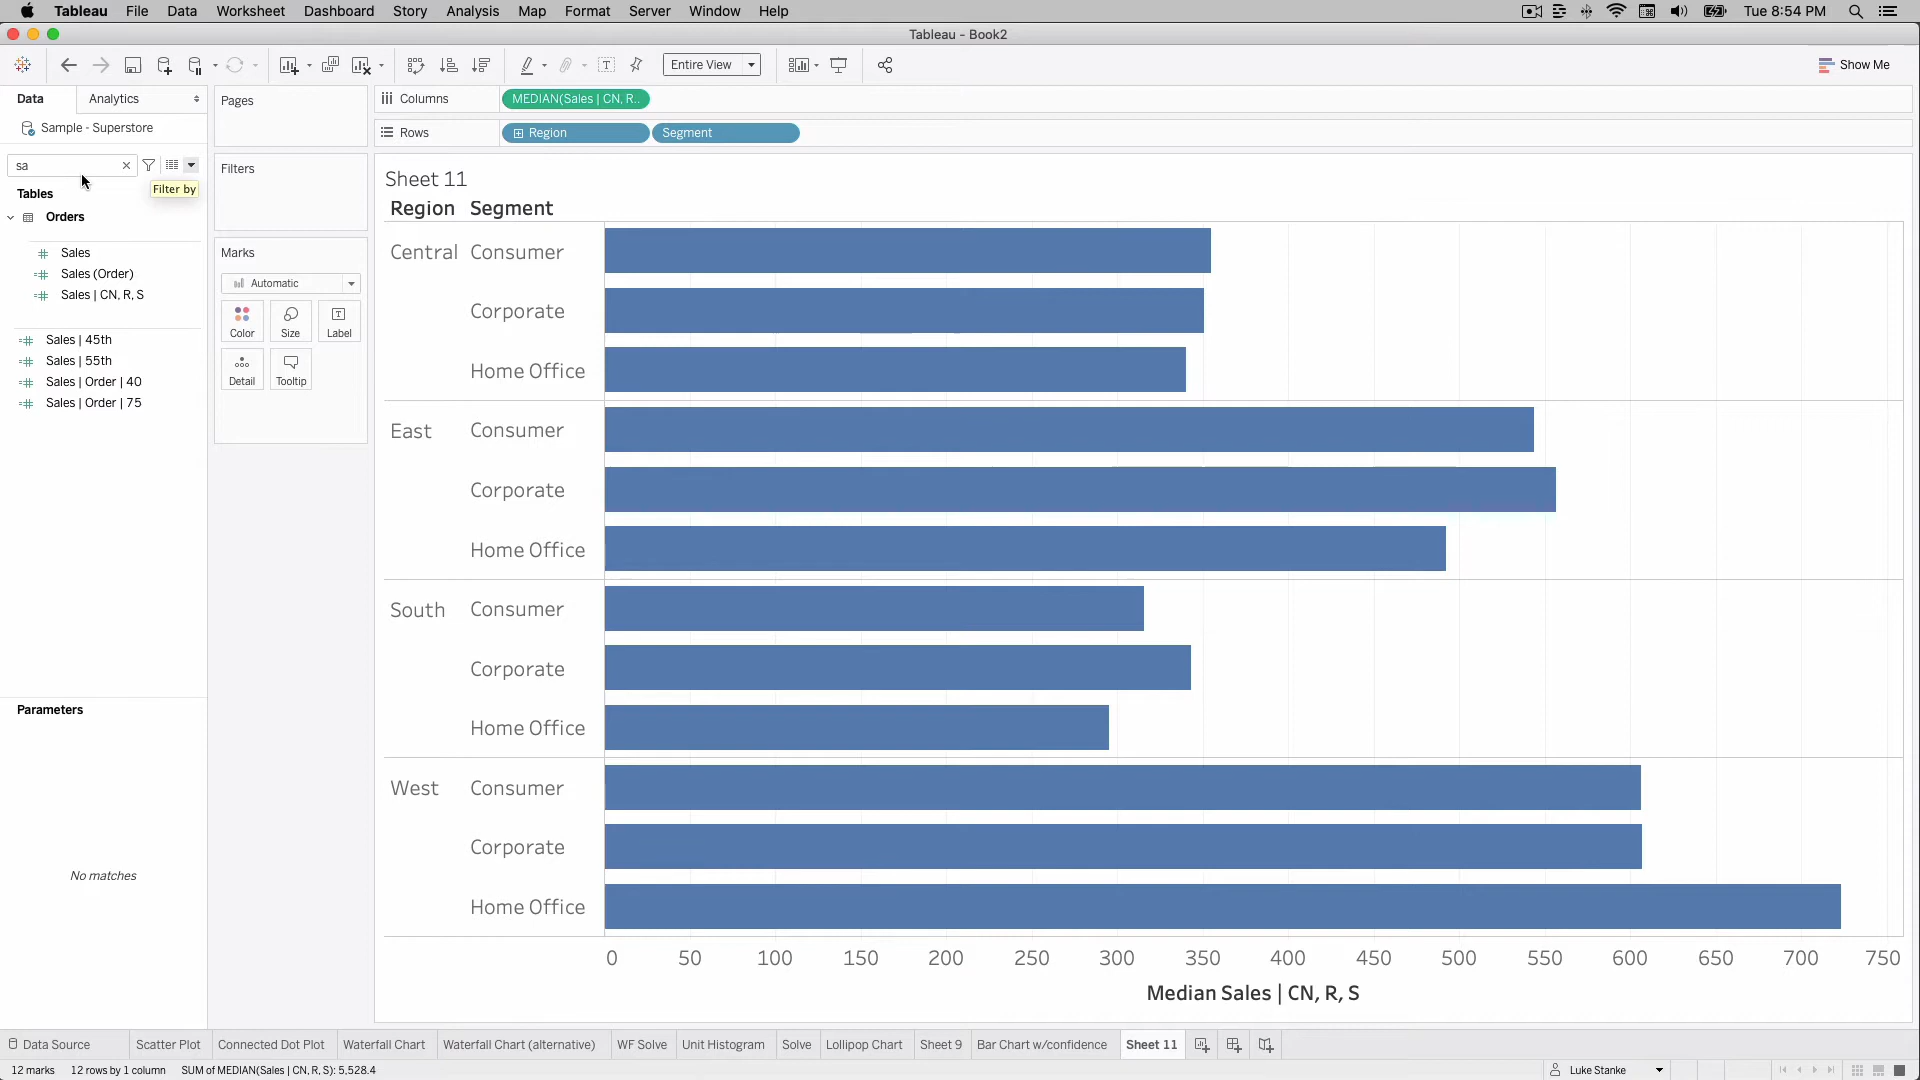 Tableau File Data Worksheet Dashboard Story Analysis Map Format Server Window Help Tue 8:54 PM
Tableau - Book2
Entire View Show Me
Data Analytics
Sample - Superstore
sa
Filter by
Tables
Orders
Sales
Sales (Order)
Sales | CN, R, S
Sales | 45th
Sales | 55th
Sales | Order | 40
Sales | Order | 75
Parameters
No matches
Pages
Filters
Marks
Automatic
Color Size Label
Detail Tooltip
Columns MEDIAN(Sales | CN, R..
Rows Region Segment
Sheet 11
Region Segment
Central Consumer
Corporate
Home Office
East Consumer
Corporate
Home Office
South Consumer
Corporate
Home Office
West Consumer
Corporate
Home Office
0 50 100 150 200 250 300 350 400 450 500 550 600 650 700 750
Median Sales | CN, R, S
Data Source Scatter Plot Connected Dot Plot Waterfall Chart Waterfall Chart (alternative) WF Solve Unit Histogram Solve Lollipop Chart Sheet 9 Bar Chart w/confidence Sheet 11
12 marks 12 rows by 1 column SUM of MEDIAN(Sales | CN, R, S): 5,528.4 Luke Stanke